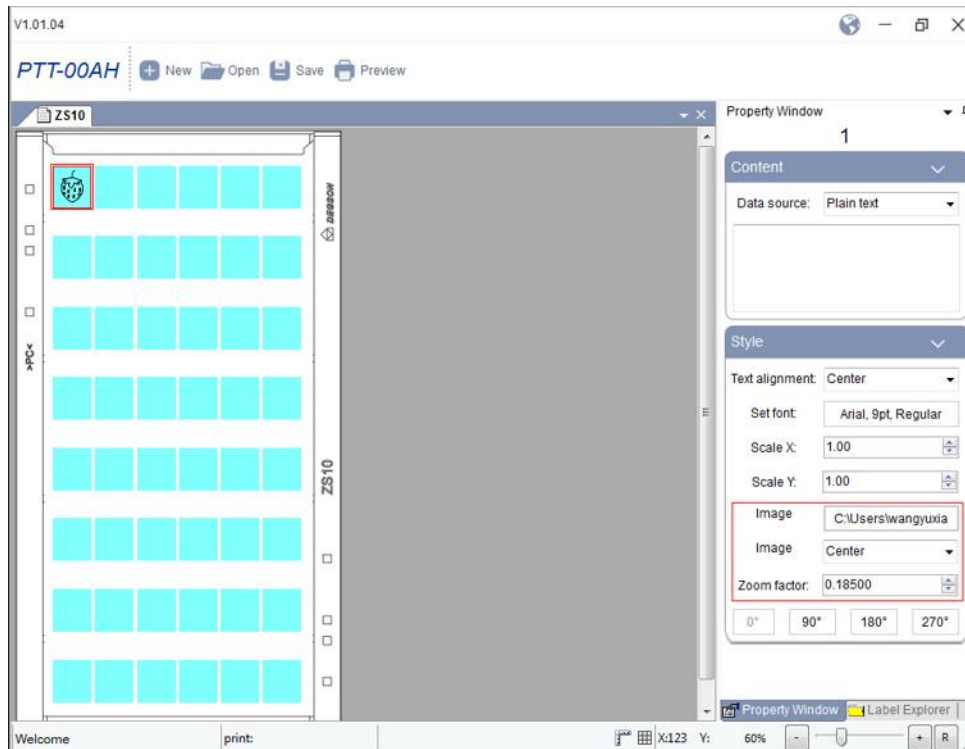 V1.01.04
PTT-00AH
New
Open
Save
Preview
ZS10
DEGSON
>PC<
ZS10
Property Window
1
Content
Data source: Plain text
Style
Text alignment: Center
Set font: Arial, 9pt, Regular
Scale X: 1.00
Scale Y: 1.00
Image C:\Users\wangyuxia
Image Center
Zoom factor: 0.18500
0° 90° 180° 270°
Property Window Label Explorer
Welcome print: X:123 Y: 60% - + R